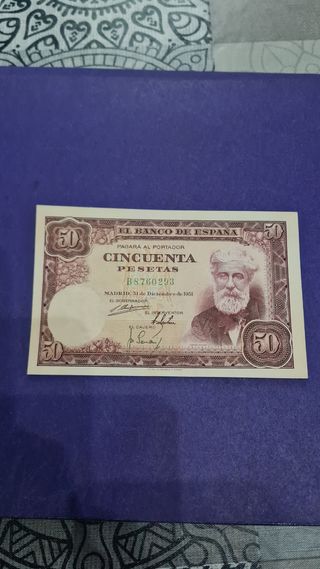 EL BANCO DE ESPAÑA
50
50
PAGARÁ AL PORTADOR
CINCUENTA
PESETAS
B8760293
MADRID, 31 de Diciembre de 1951
EL GOBERNADOR
EL INTERVENTOR
EL CAJERO
50
50